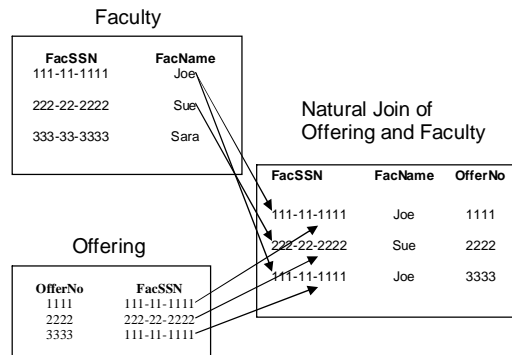 Faculty
FacSSN FacName
111-11-1111 Joe
222-22-2222 Sue
333-33-3333 Sara
Natural Join of
Offering and Faculty
FacSSN FacName OfferNo
111-11-1111 Joe 1111
222-22-2222 Sue 2222
111-11-1111 Joe 3333
Offering
OfferNo FacSSN
1111 111-11-1111
2222 222-22-2222
3333 111-11-1111